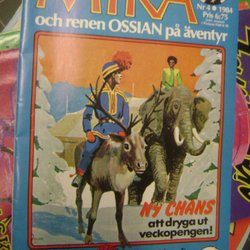 MIKA
Nr 4 • 1984
Pris 6:75
och renen OSSIAN på äventyr
NY CHANS
att dryga ut
veckopengen!